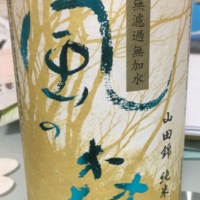 無濾過無加水
風の森
山田錦 純米